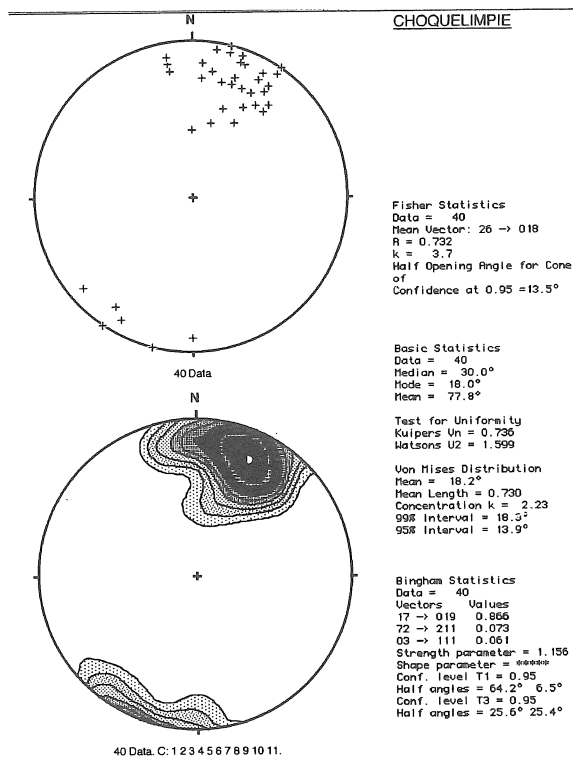 CHOQUELIMPIE
N
40 Data
Fisher Statistics
Data = 40
Mean Vector: 26 -> 018
R = 0.732
k = 3.7
Half Opening Angle for Cone
of
Confidence at 0.95 =13.5°
Basic Statistics
Data = 40
Median = 30.0°
Mode = 18.0°
Mean = 77.8°
Test for Uniformity
Kuipers Vn = 0.736
Watsons U2 = 1.599
Von Mises Distribution
Mean = 18.2°
Mean Length = 0.730
Concentration k = 2.23
99% Interval = 18.3°
95% Interval = 13.9°
N
40 Data. C: 1 2 3 4 5 6 7 8 9 10 11.
Bingham Statistics
Data = 40
Vectors Values
17 -> 019 0.866
72 -> 211 0.073
03 -> 111 0.061
Strength parameter = 1.156
Shape parameter = *****
Conf. level T1 = 0.95
Half angles = 64.2° 6.5°
Conf. level T3 = 0.95
Half angles = 25.6° 25.4°